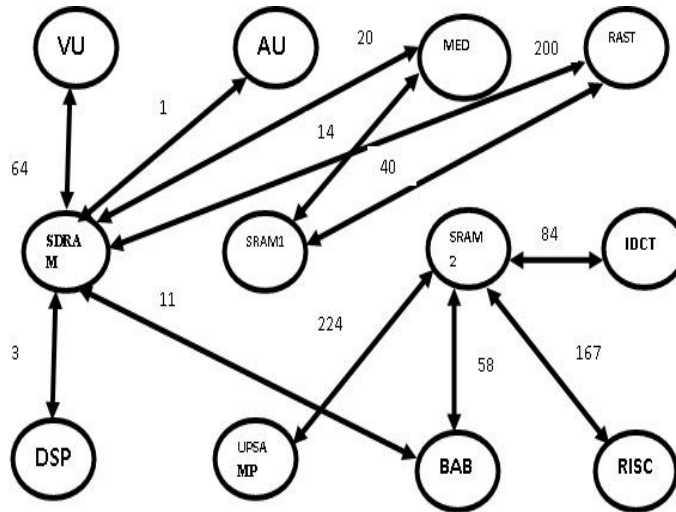 VU
AU
20
MED
200
RAST
1
14
40
64
SDRA
M
SRAM1
SRAM
2
84
IDCT
11
224
3
58
167
DSP
UPSA
MP
BAB
RISC